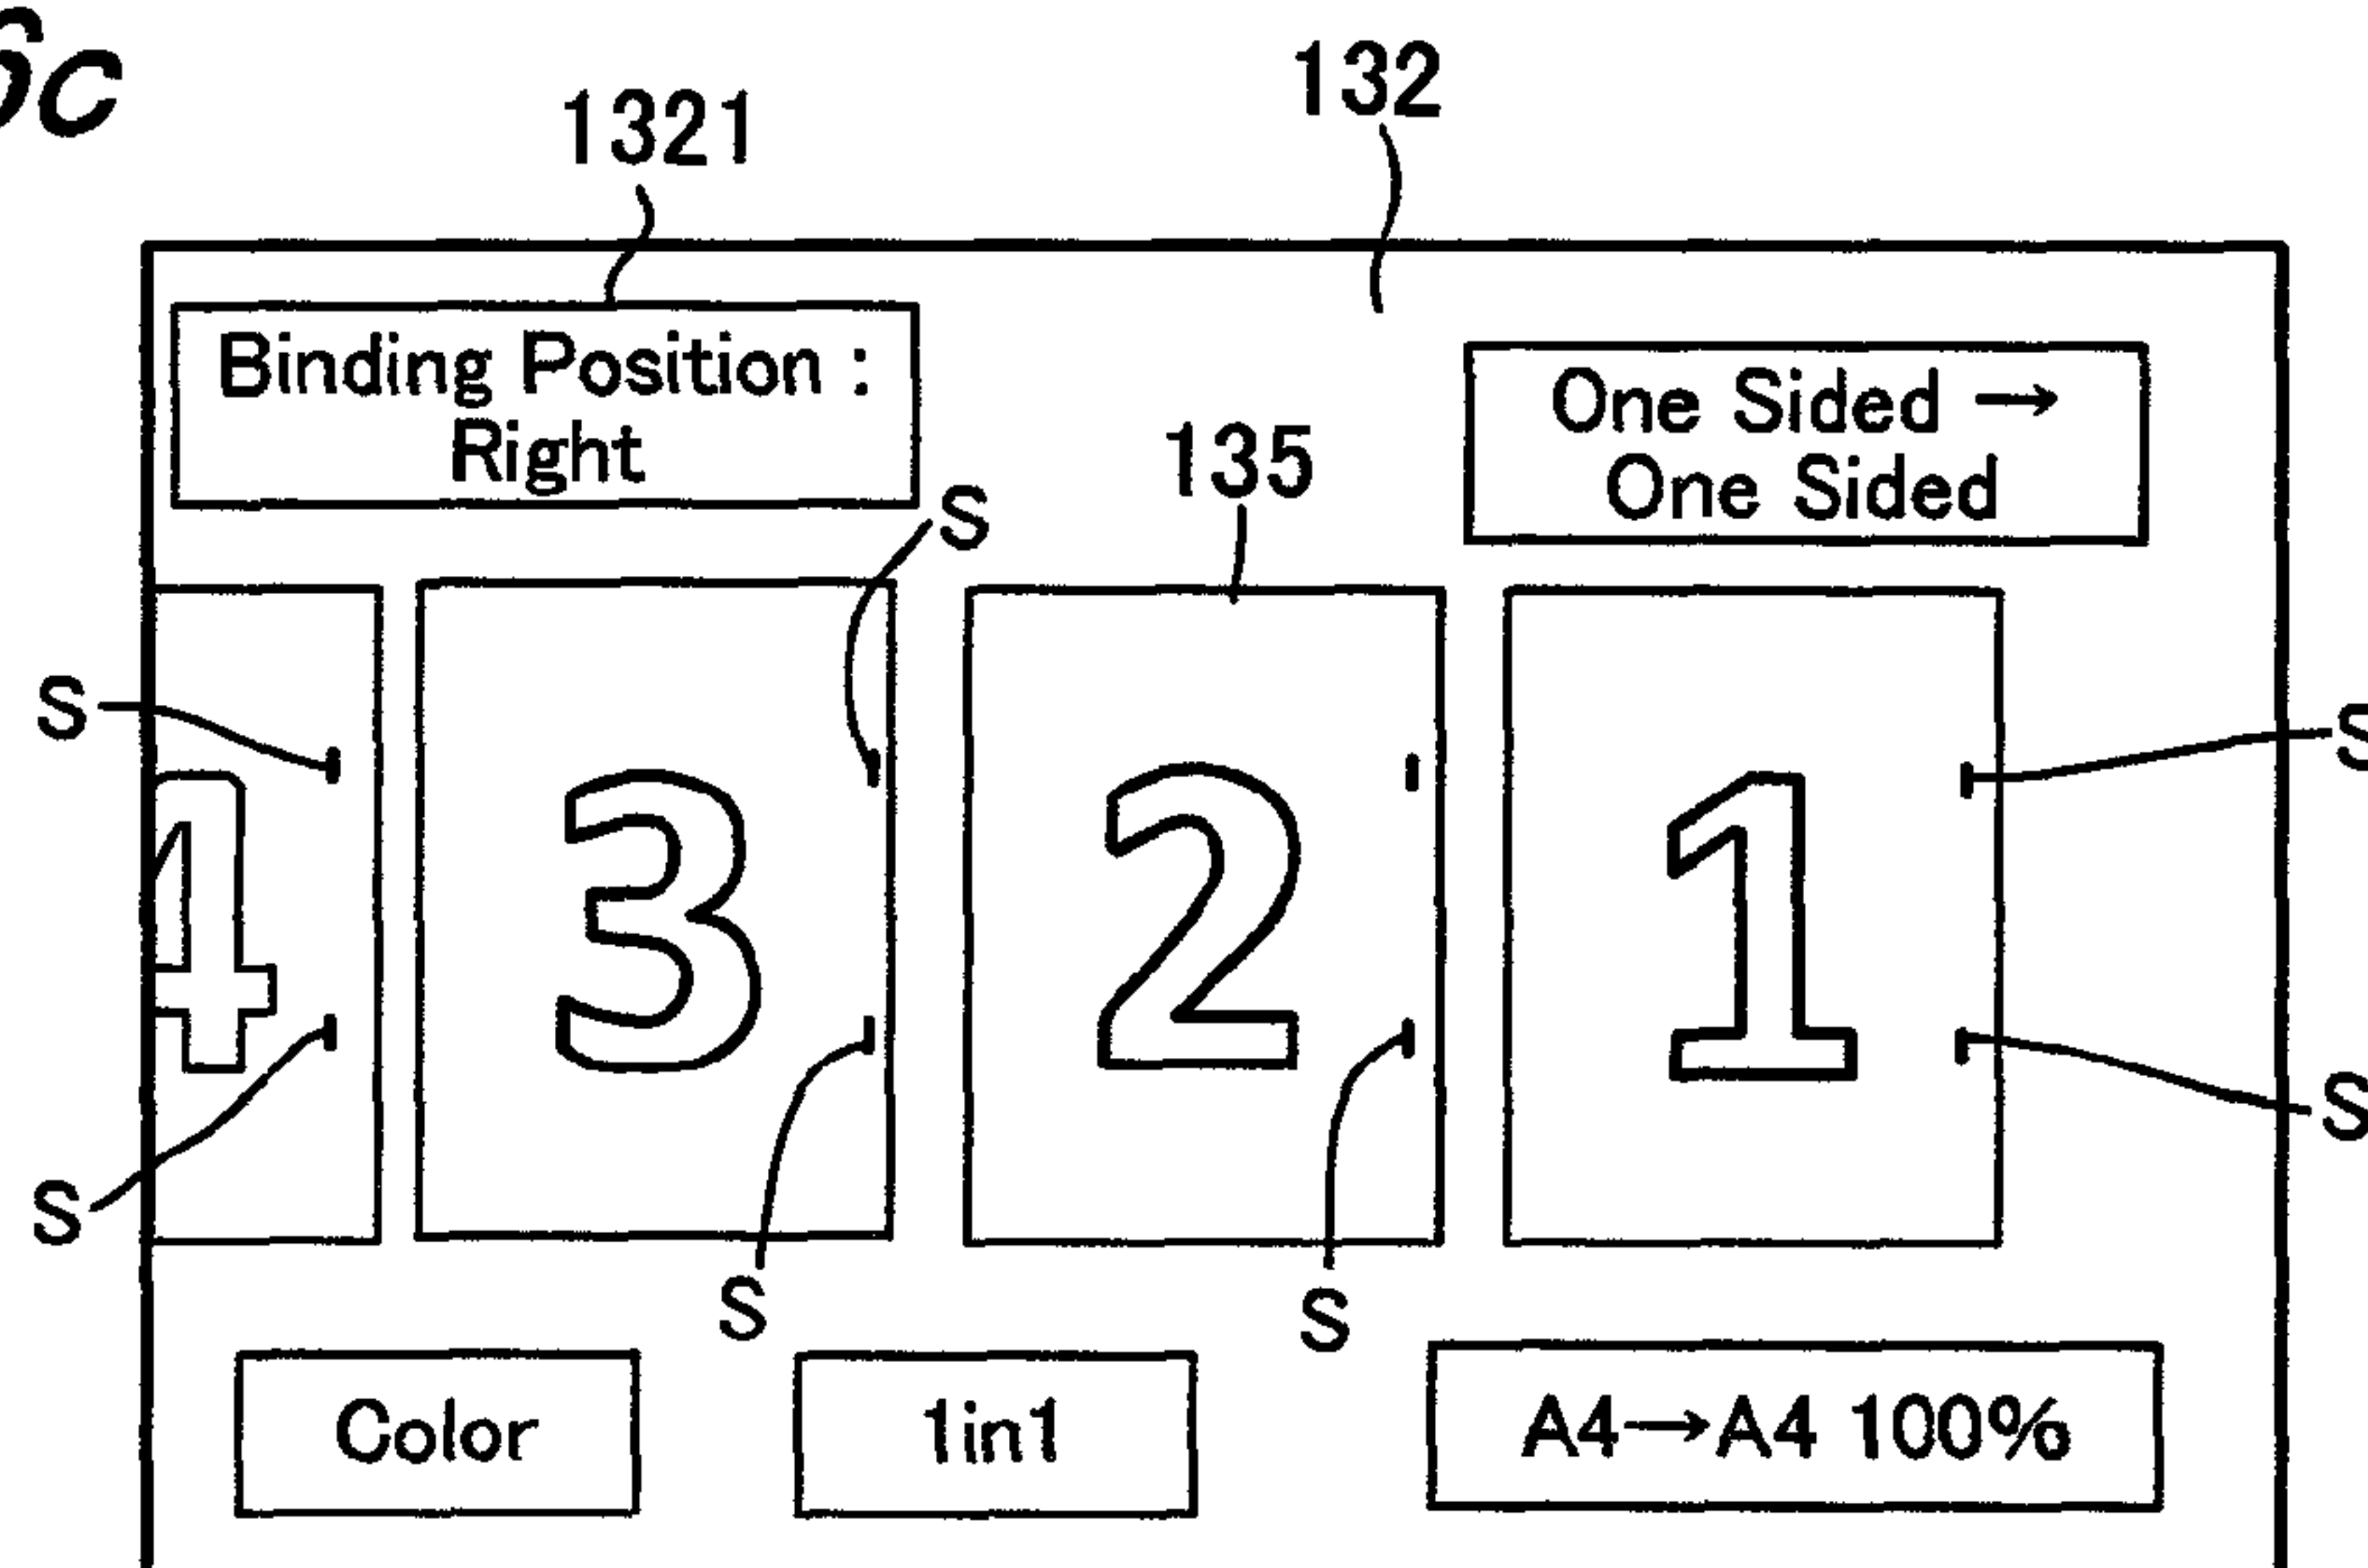 6c
1321
132
Binding Position :
Right
One Sided →
One Sided
135
S
S
S
4
3
2
1
S
S
S
S
S
Color
1in1
A4→A4 100%